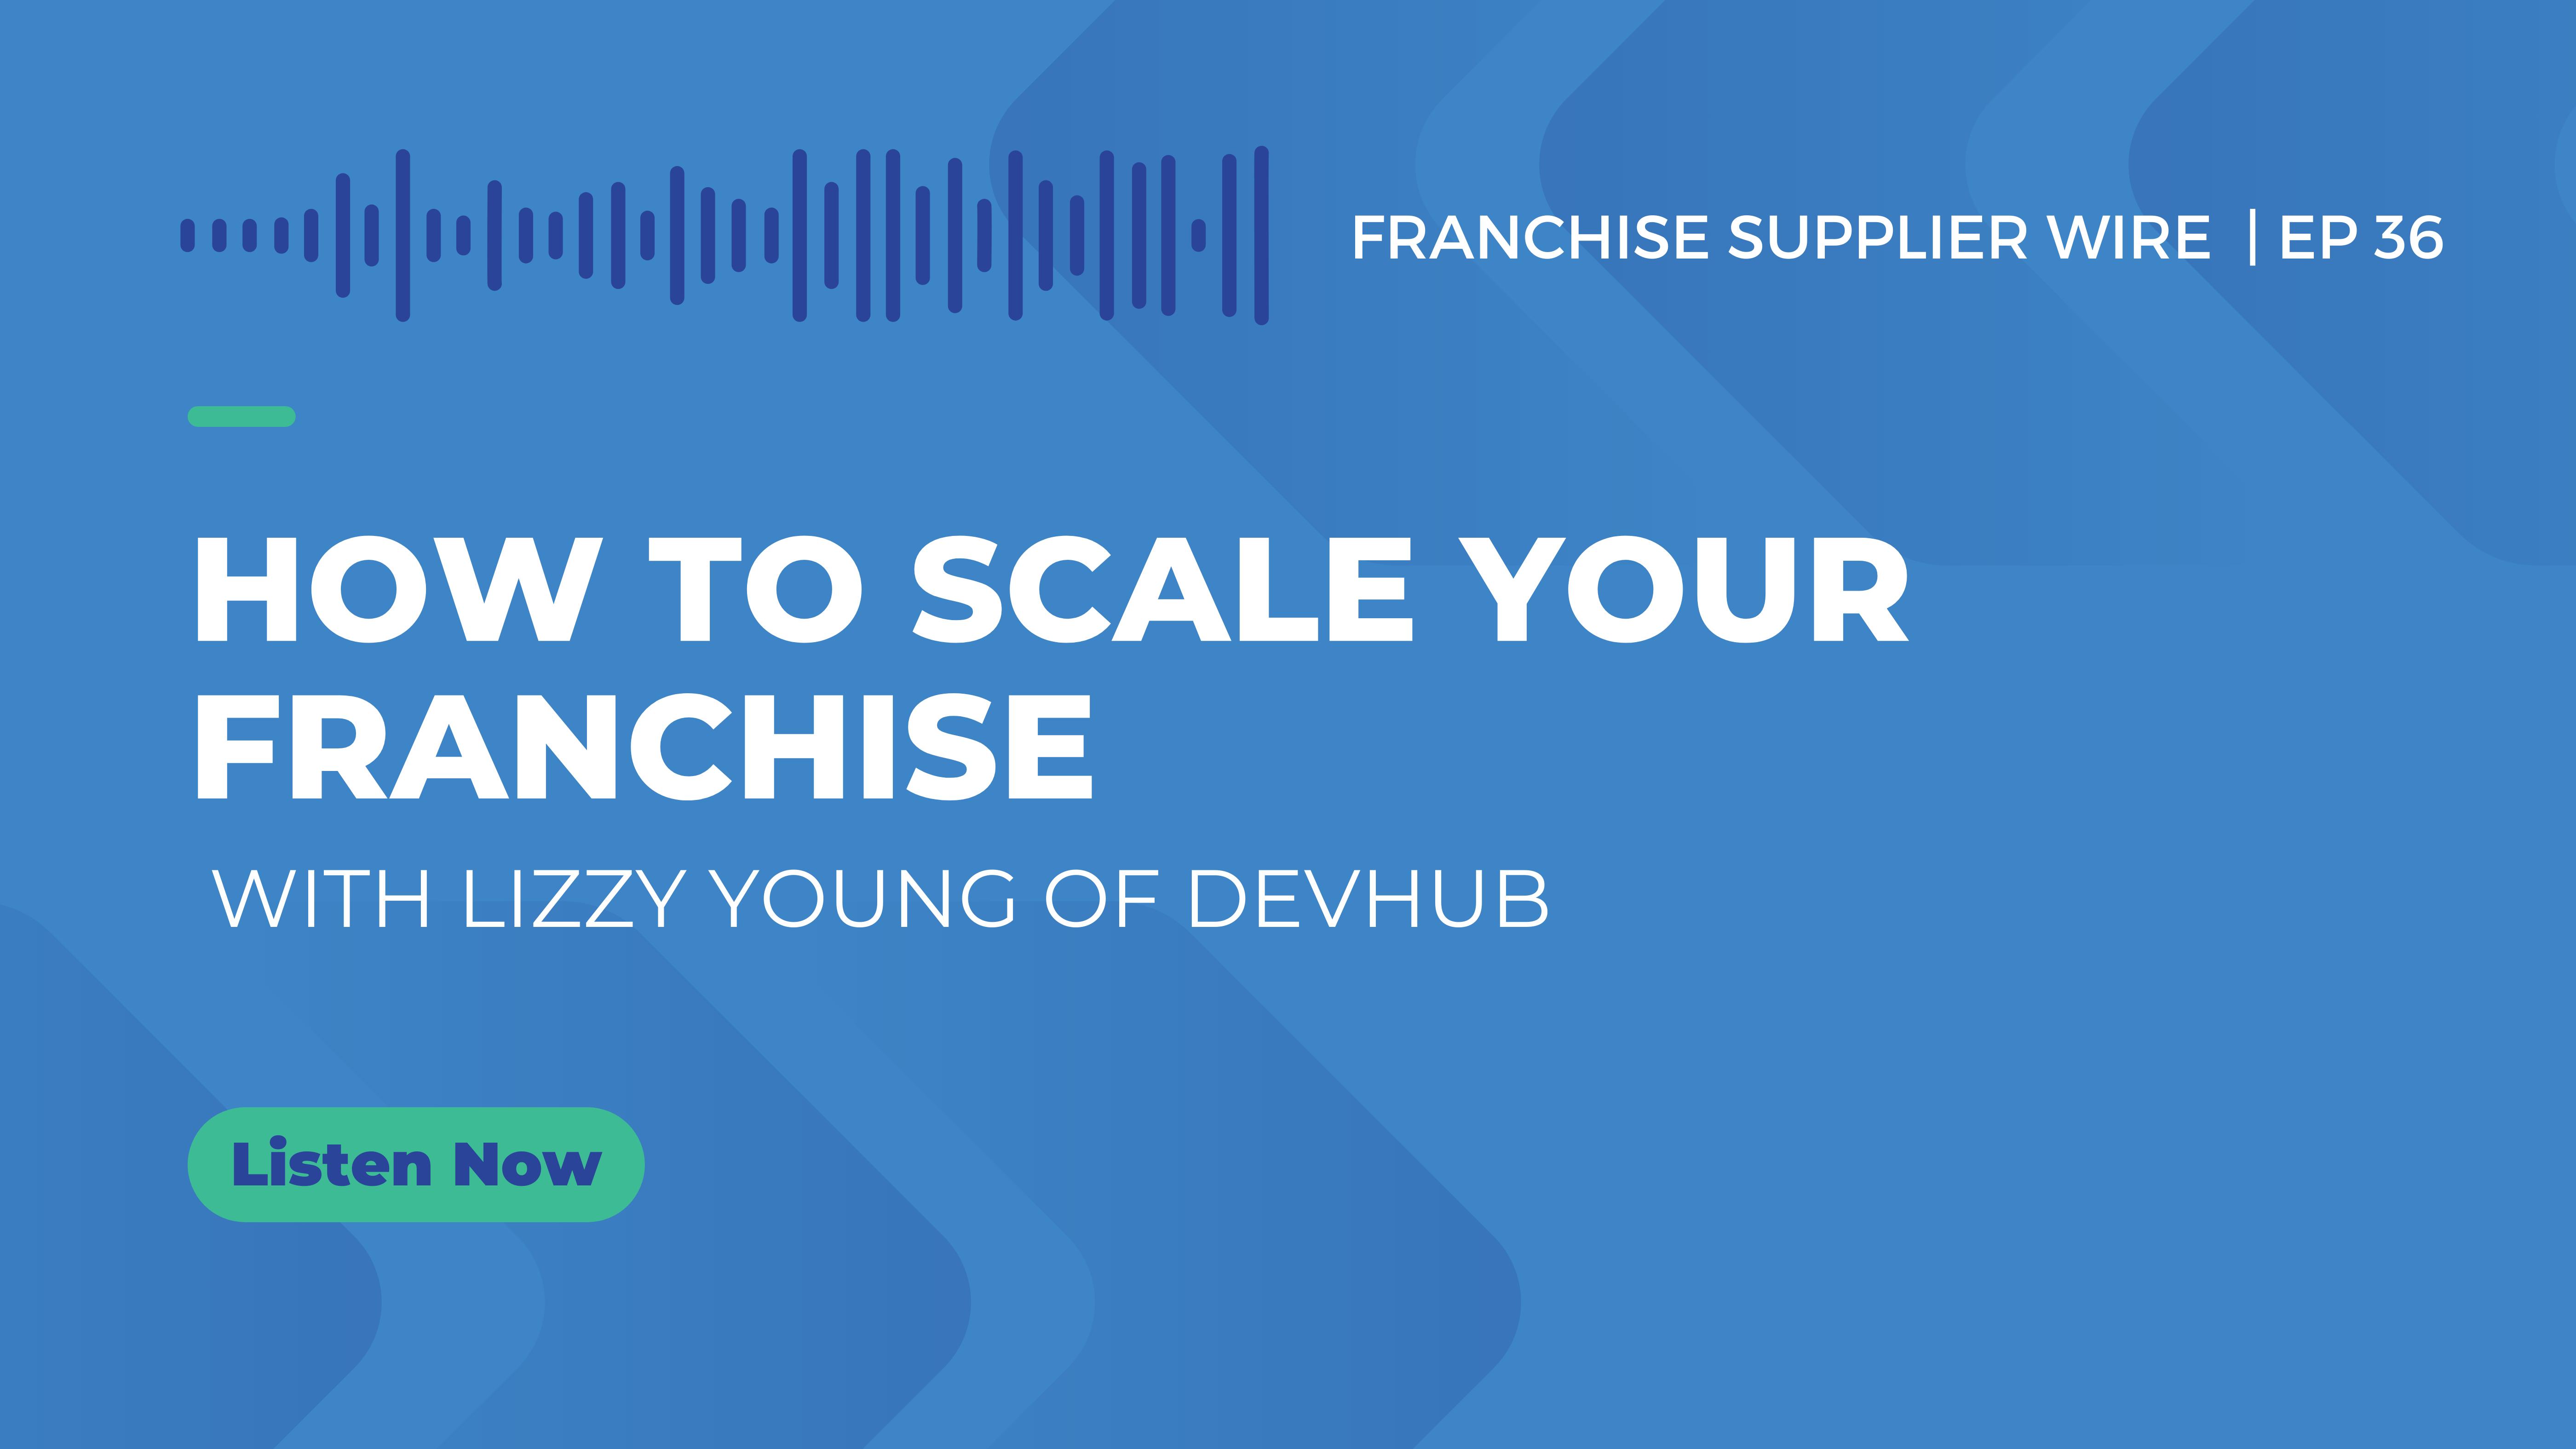 FRANCHISE SUPPLIER WIRE | EP 36
HOW TO SCALE YOUR
FRANCHISE
WITH LIZZY YOUNG OF DEVHUB
Listen Now